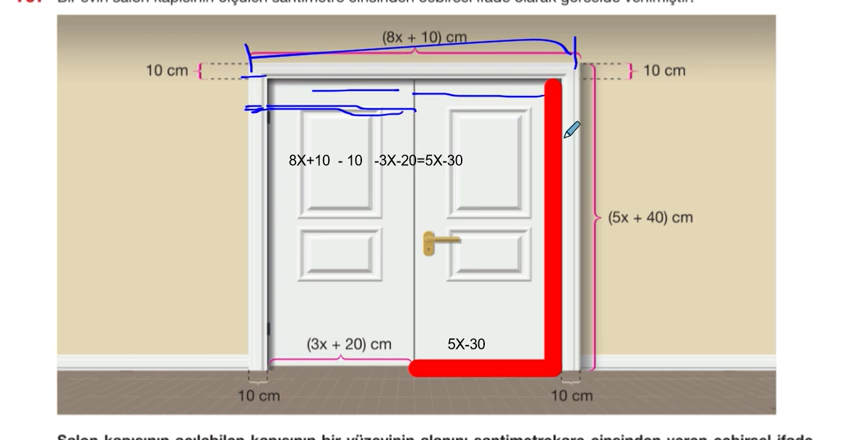 Bir evin salon kapısının ölçüleri santimetre cinsinden cebirsel ifade olarak görselde verilmiştir.
(8x + 10) cm
10 cm
10 cm
8X+10 - 10 -3X-20=5X-30
(5x + 40) cm
(3x + 20) cm
5X-30
10 cm
10 cm
Salon kapısının açılabilen kapısının bir yüzeyinin alanını santimetrekare cinsinden veren cebirsel ifade